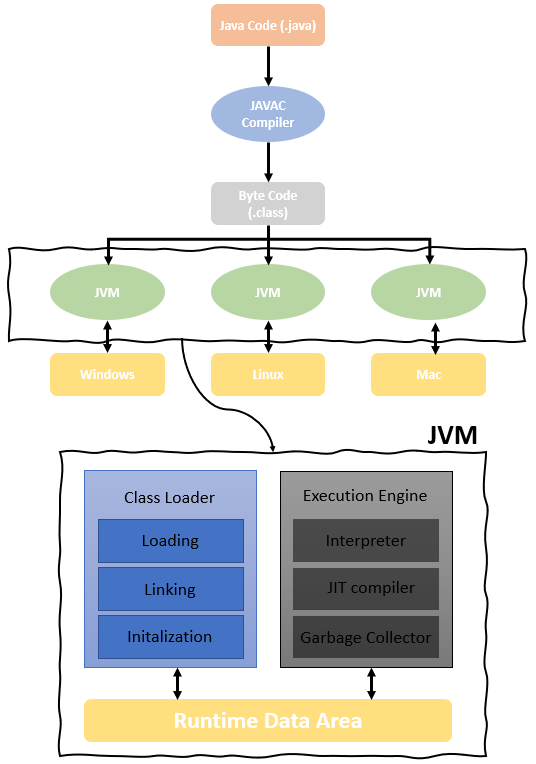 Java Code (.java)
JAVAC
Compiler
Byte Code
(.class)
JVM
JVM
JVM
Windows
Linux
Mac
JVM
Class Loader
Loading
Linking
Initalization
Execution Engine
Interpreter
JIT compiler
Garbage Collector
Runtime Data Area